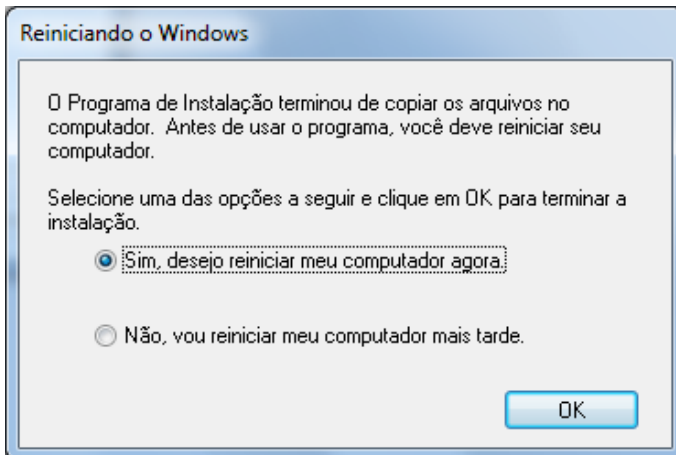 Reiniciando o Windows
O Programa de Instalação terminou de copiar os arquivos no
computador.  Antes de usar o programa, você deve reiniciar seu
computador.
Selecione uma das opções a seguir e clique em OK para terminar a
instalação.
Sim, desejo reiniciar meu computador agora.
Não, vou reiniciar meu computador mais tarde.
OK